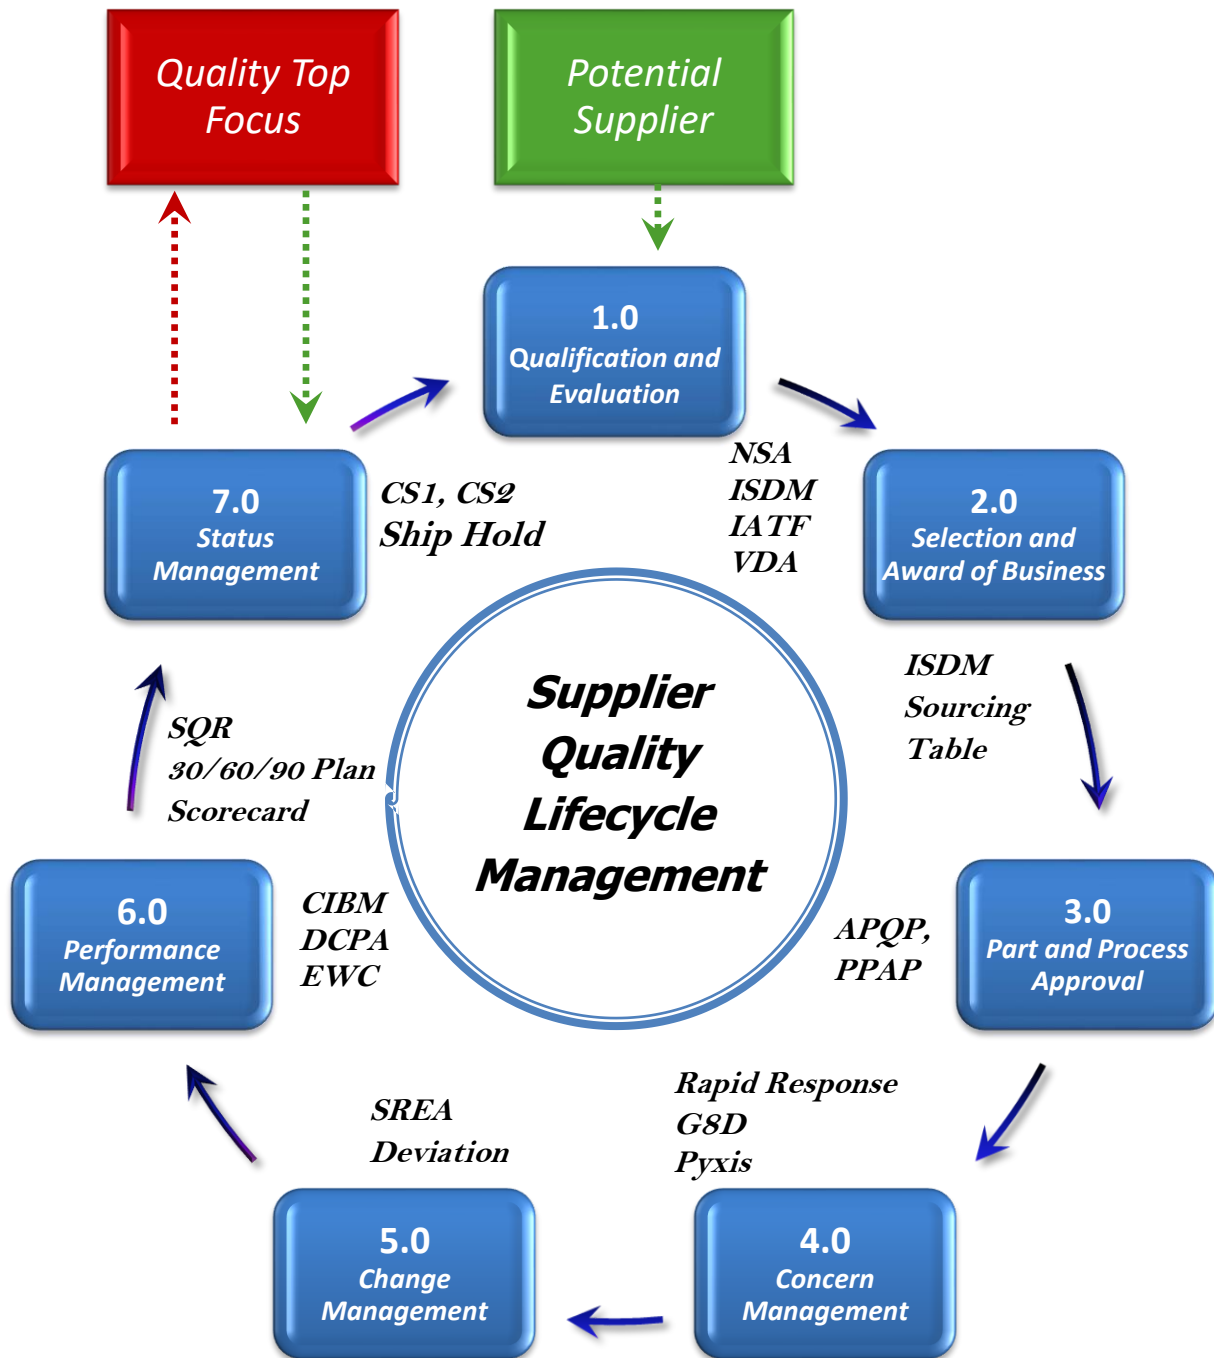 Quality Top
Focus
Potential
Supplier
1.0
Qualification and
Evaluation
NSA
ISDM
IATF
VDA
2.0
Selection and
Award of Business
ISDM
Sourcing
Table
3.0
Part and Process
Approval
APQP,
PPAP
Rapid Response
G8D
Pyxis
4.0
Concern
Management
5.0
Change
Management
SREA
Deviation
6.0
Performance
Management
CIBM
DCPA
EWC
SQR
30/60/90 Plan
Scorecard
7.0
Status
Management
CS1, CS2
Ship Hold
Supplier
Quality
Lifecycle
Management